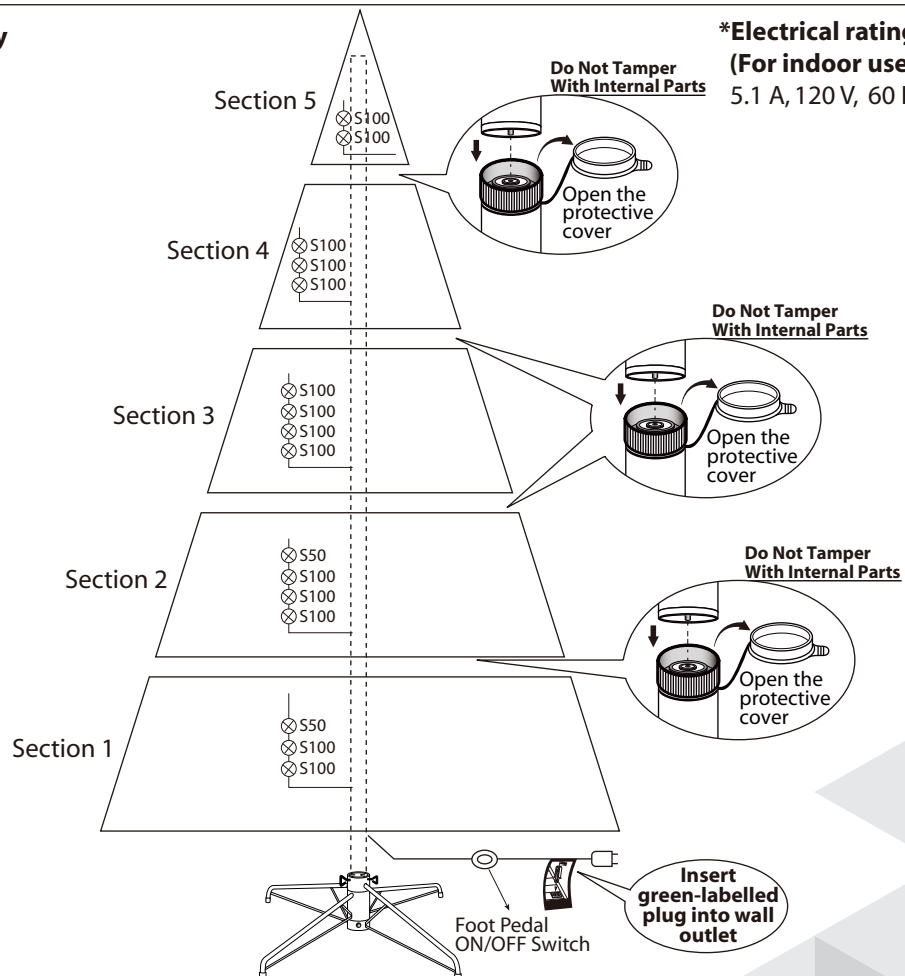 *Electrical rating
(For indoor use
5.1 A, 120 V, 60
Section 5
S100
S100
Do Not Tamper
With Internal Parts
Open the
protective
cover
Section 4
S100
S100
S100
Do Not Tamper
With Internal Parts
Open the
protective
cover
Section 3
S100
S100
S100
S100
Section 2
S50
S100
S100
S100
Do Not Tamper
With Internal Parts
Open the
protective
cover
Section 1
S50
S100
S100
Foot Pedal
ON/OFF Switch
Insert
green-labelled
plug into wall
outlet